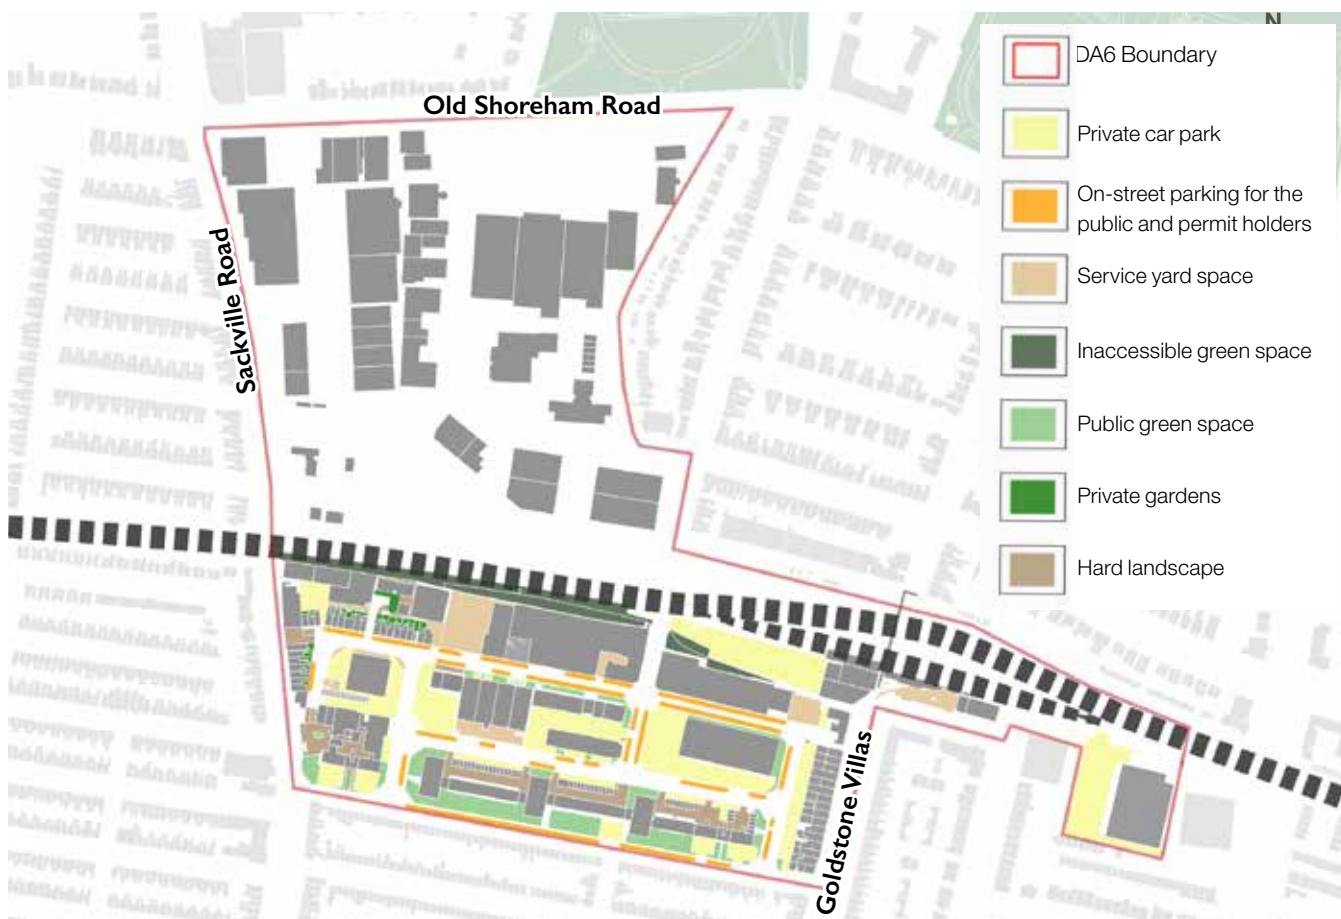 N
Old Shoreham Road
Sackville Road
Goldstone Villas
DA6 Boundary
Private car park
On-street parking for the
public and permit holders
Service yard space
Inaccessible green space
Public green space
Private gardens
Hard landscape